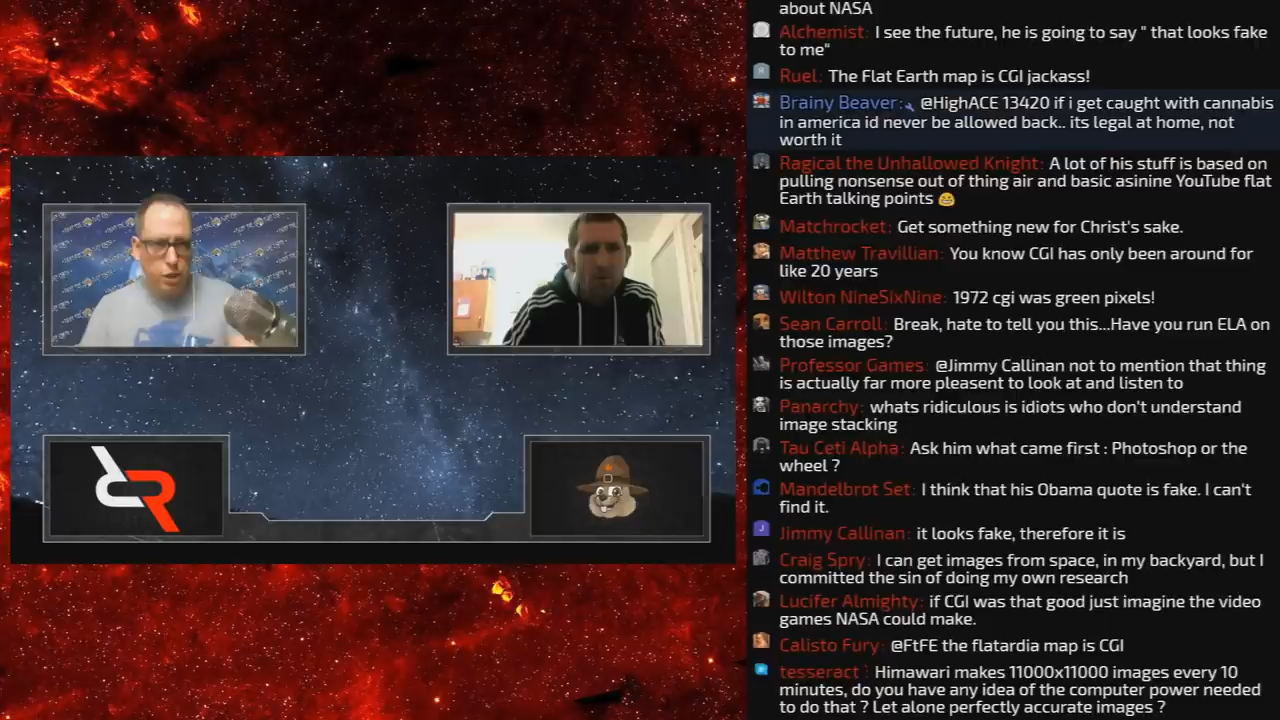 about NASA
Alchemist: I see the future, he is going to say " that looks fake
to me"
Ruel: The Flat Earth map is CGI jackass!
Brainy Beaver: @HighACE 13420 if i get caught with cannabis
in america id never be allowed back.. its legal at home, not
worth it
Ragical the Unhallowed Knight: A lot of his stuff is based on
pulling nonsense out of thing air and basic asinine YouTube flat
Earth talking points 😂
Matchrocket: Get something new for Christ's sake.
Matthew Travillian: You know CGI has only been around for
like 20 years
Wilton NineSixNine: 1972 cgi was green pixels!
Sean Carroll: Break, hate to tell you this...Have you run ELA on
those images?
Professor Games: @Jimmy Callinan not to mention that thing
is actually far more pleasent to look at and listen to
Panarchy: whats ridiculous is idiots who don't understand
image stacking
Tau Ceti Alpha: Ask him what came first : Photoshop or the
wheel ?
Mandelbrot Set: I think that his Obama quote is fake. I can't
find it.
Jimmy Callinan: it looks fake, therefore it is
Craig Spry: I can get images from space, in my backyard, but I
committed the sin of doing my own research
Lucifer Almighty: if CGI was that good just imagine the video
games NASA could make.
Calisto Fury: @FtFE the flatardia map is CGI
tesseract : Himawari makes 11000x11000 images every 10
minutes, do you have any idea of the computer power needed
to do that ? Let alone perfectly accurate images ?